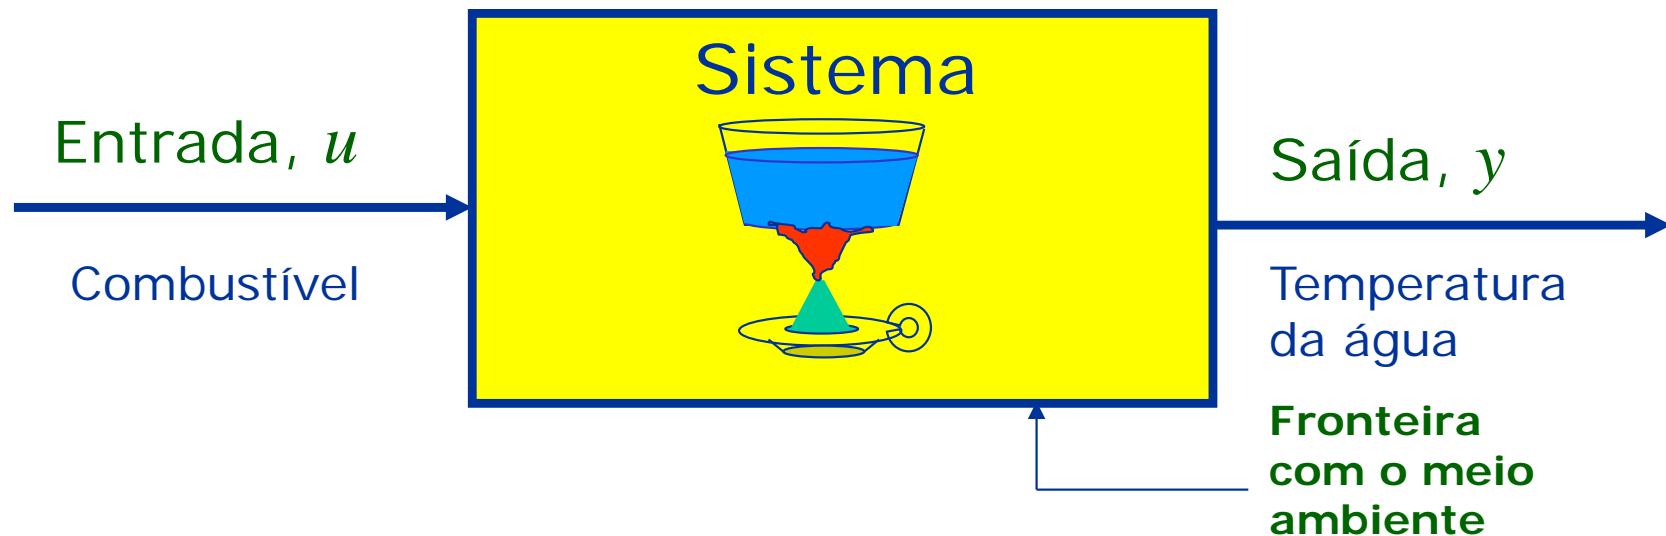 Sistema
Entrada, u
Combustível
Saída, y
Temperatura
da água
Fronteira
com o meio
ambiente